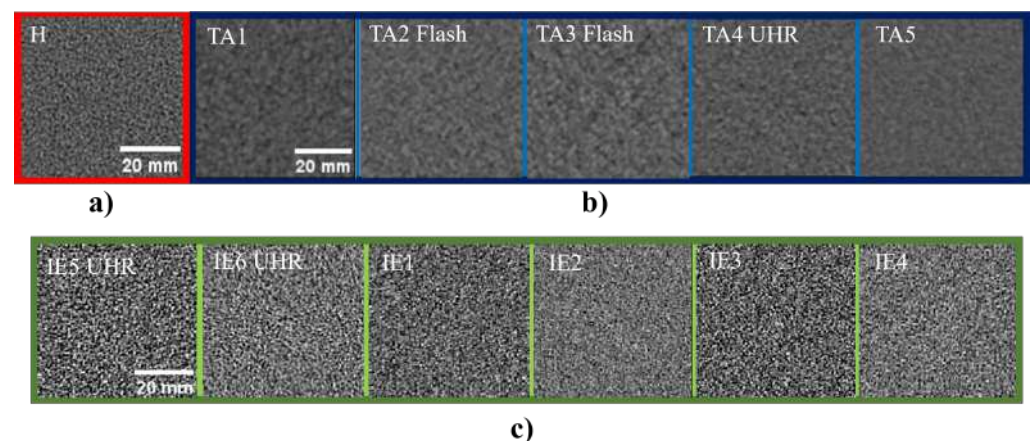 H
TA1
TA2 Flash
TA3 Flash
TA4 UHR
TA5
20 mm
20 mm
a)
b)
IE5 UHR
IE6 UHR
IE1
IE2
IE3
IE4
20 mm
c)